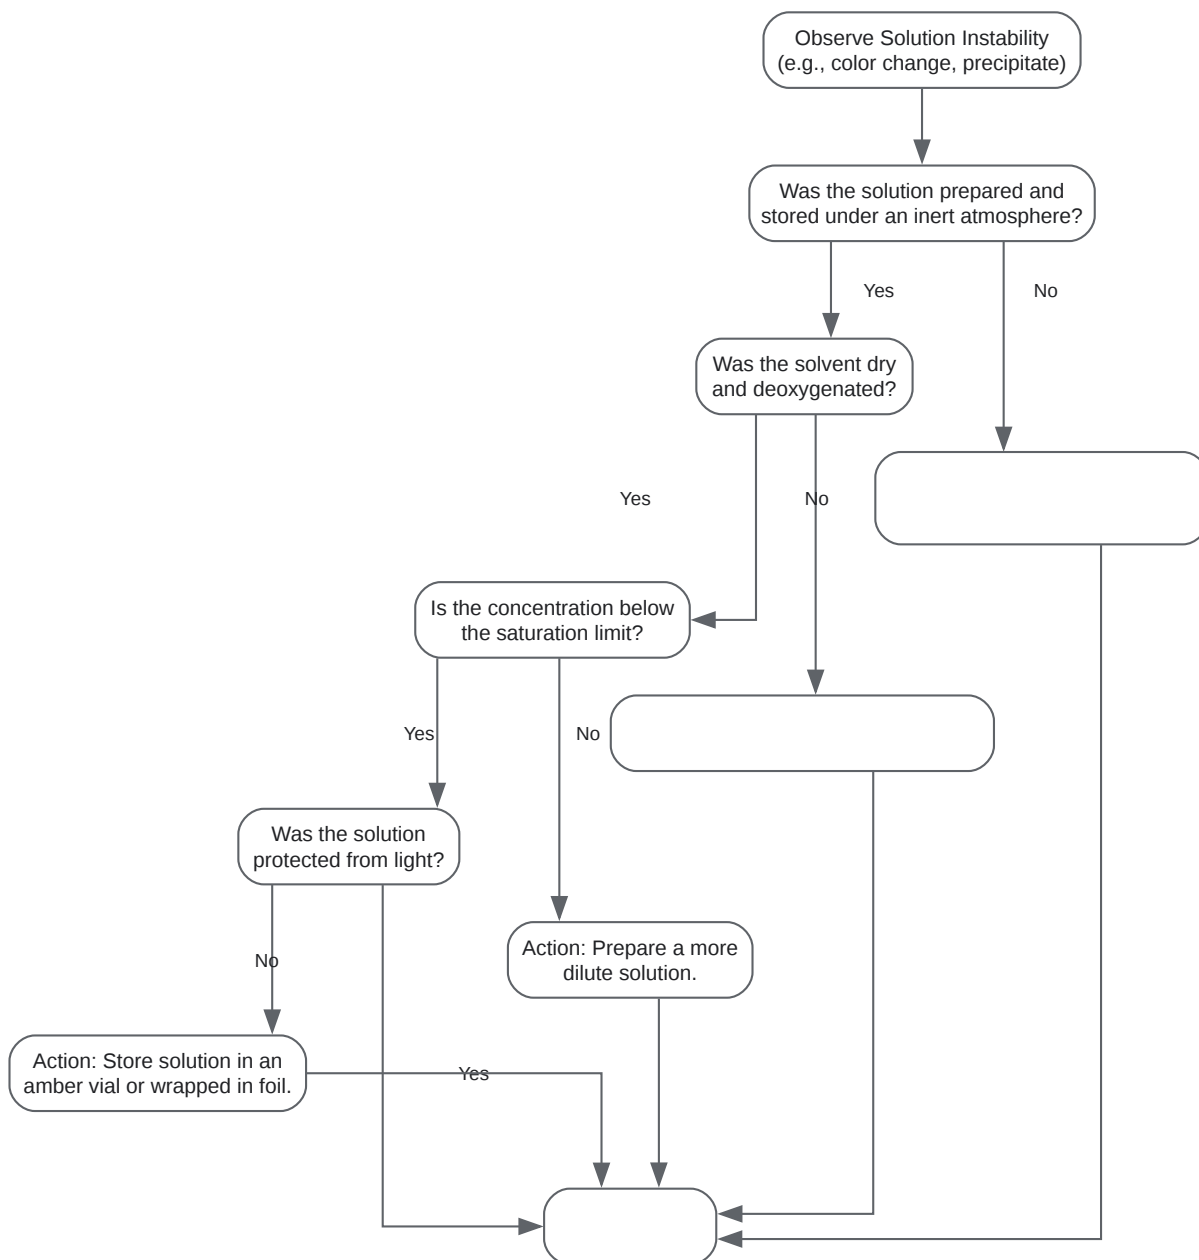 Observe Solution Instability
(e.g., color change, precipitate)
Was the solution prepared and
stored under an inert atmosphere?
Yes
No
Was the solvent dry
and deoxygenated?
Yes
No
Is the concentration below
the saturation limit?
Yes
No
Was the solution
protected from light?
No
Action: Prepare a more
dilute solution.
Action: Store solution in an
amber vial or wrapped in foil.
Yes